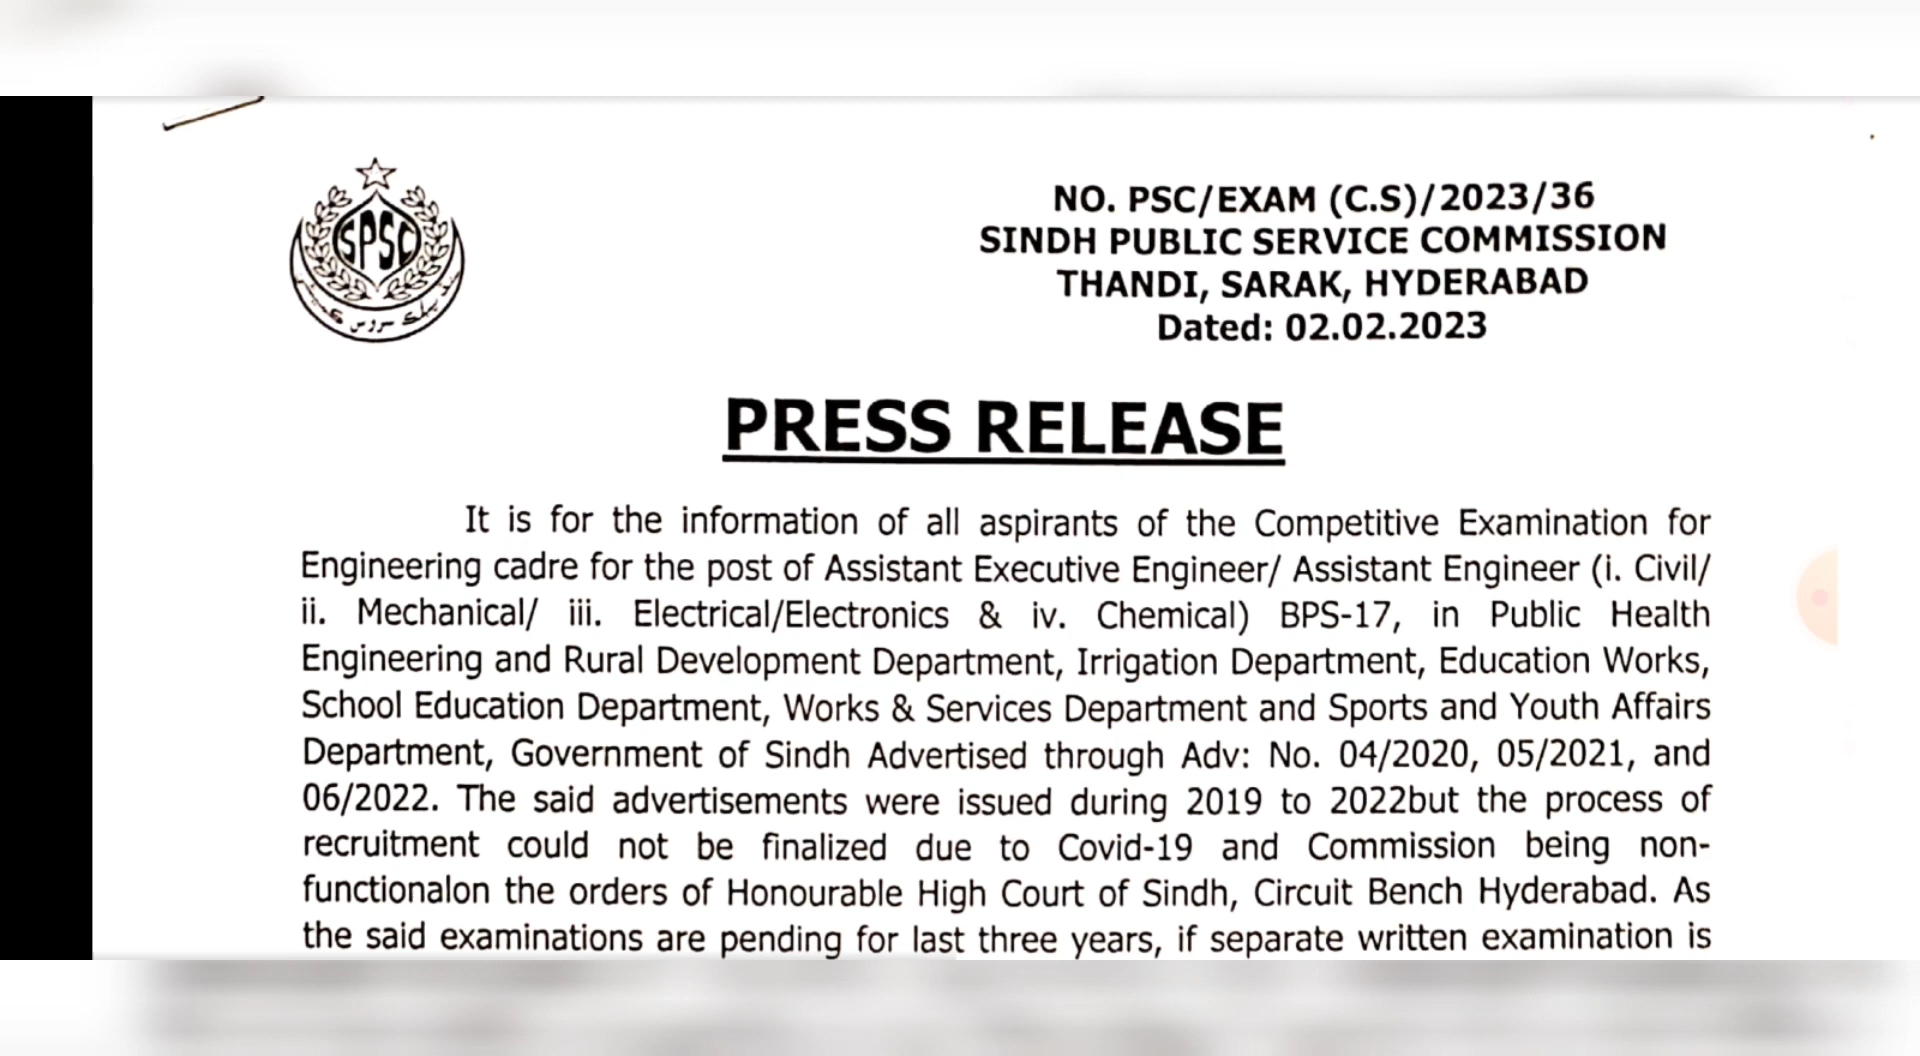 SPSC
سندھ پبلک سروس ڪميشن
NO. PSC/EXAM (C.S)/2023/36
SINDH PUBLIC SERVICE COMMISSION
THANDI, SARAK, HYDERABAD
Dated: 02.02.2023
PRESS RELEASE
It is for the information of all aspirants of the Competitive Examination for
Engineering cadre for the post of Assistant Executive Engineer/ Assistant Engineer (i. Civil/
ii. Mechanical/ iii. Electrical/Electronics & iv. Chemical) BPS-17, in Public Health
Engineering and Rural Development Department, Irrigation Department, Education Works,
School Education Department, Works & Services Department and Sports and Youth Affairs
Department, Government of Sindh Advertised through Adv: No. 04/2020, 05/2021, and
06/2022. The said advertisements were issued during 2019 to 2022but the process of
recruitment could not be finalized due to Covid-19 and Commission being non-
functionalon the orders of Honourable High Court of Sindh, Circuit Bench Hyderabad. As
the said examinations are pending for last three years, if separate written examination is